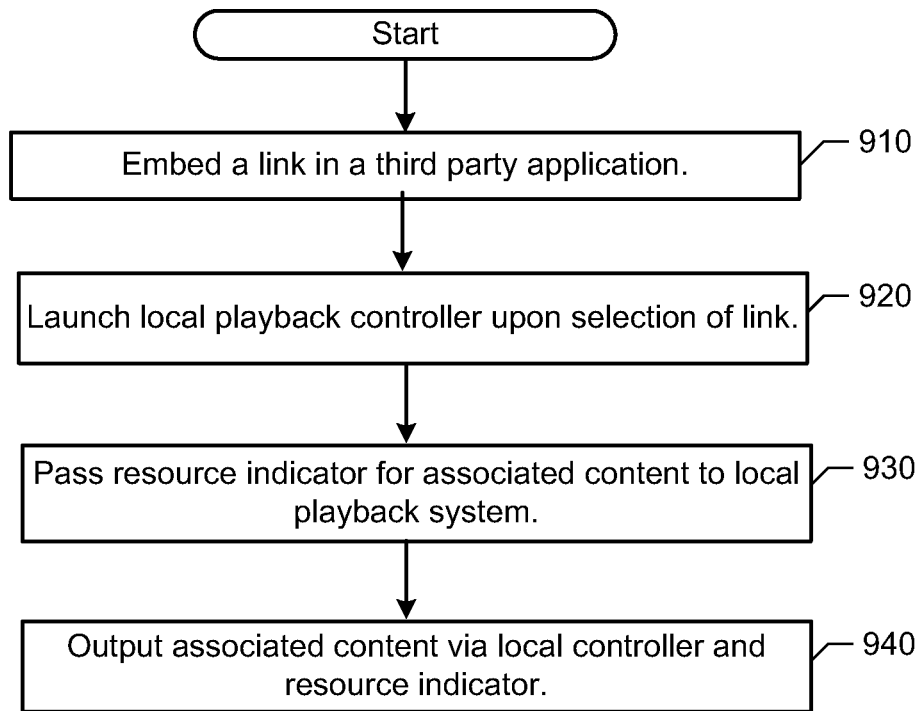 Start
Embed a link in a third party application.
910
Launch local playback controller upon selection of link.
920
Pass resource indicator for associated content to local
playback system.
930
Output associated content via local controller and
resource indicator.
940